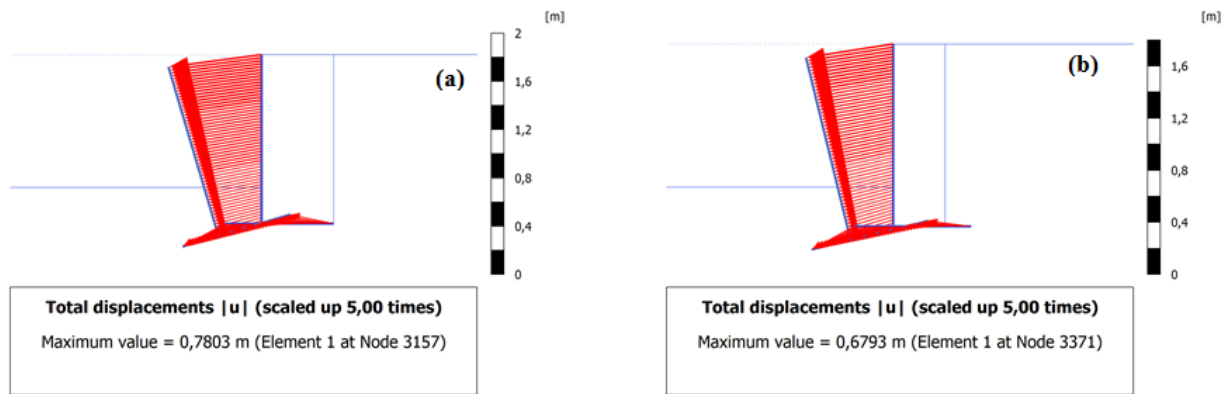 [m]
2
(a)
1,6
1,2
0,8
0,4
0
Total displacements |u| (scaled up 5,00 times)
Maximum value = 0,7803 m (Element 1 at Node 3157)
[m]
(b)
1,6
1,2
0,8
0,4
0
Total displacements |u| (scaled up 5,00 times)
Maximum value = 0,6793 m (Element 1 at Node 3371)